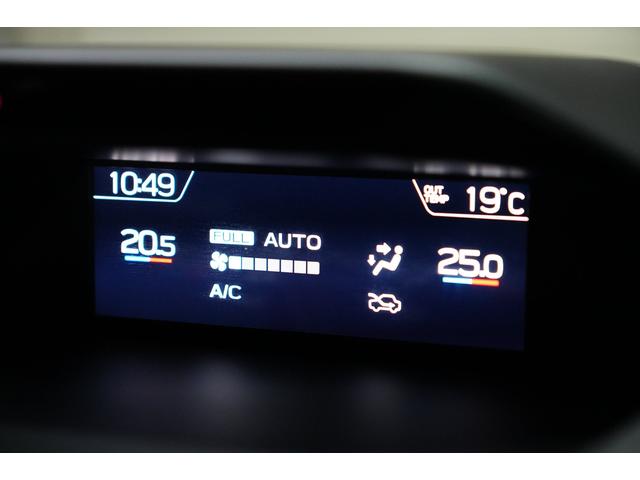 10:49
OUT TEMP 19°C
20.5
FULL AUTO
25.0
A/C